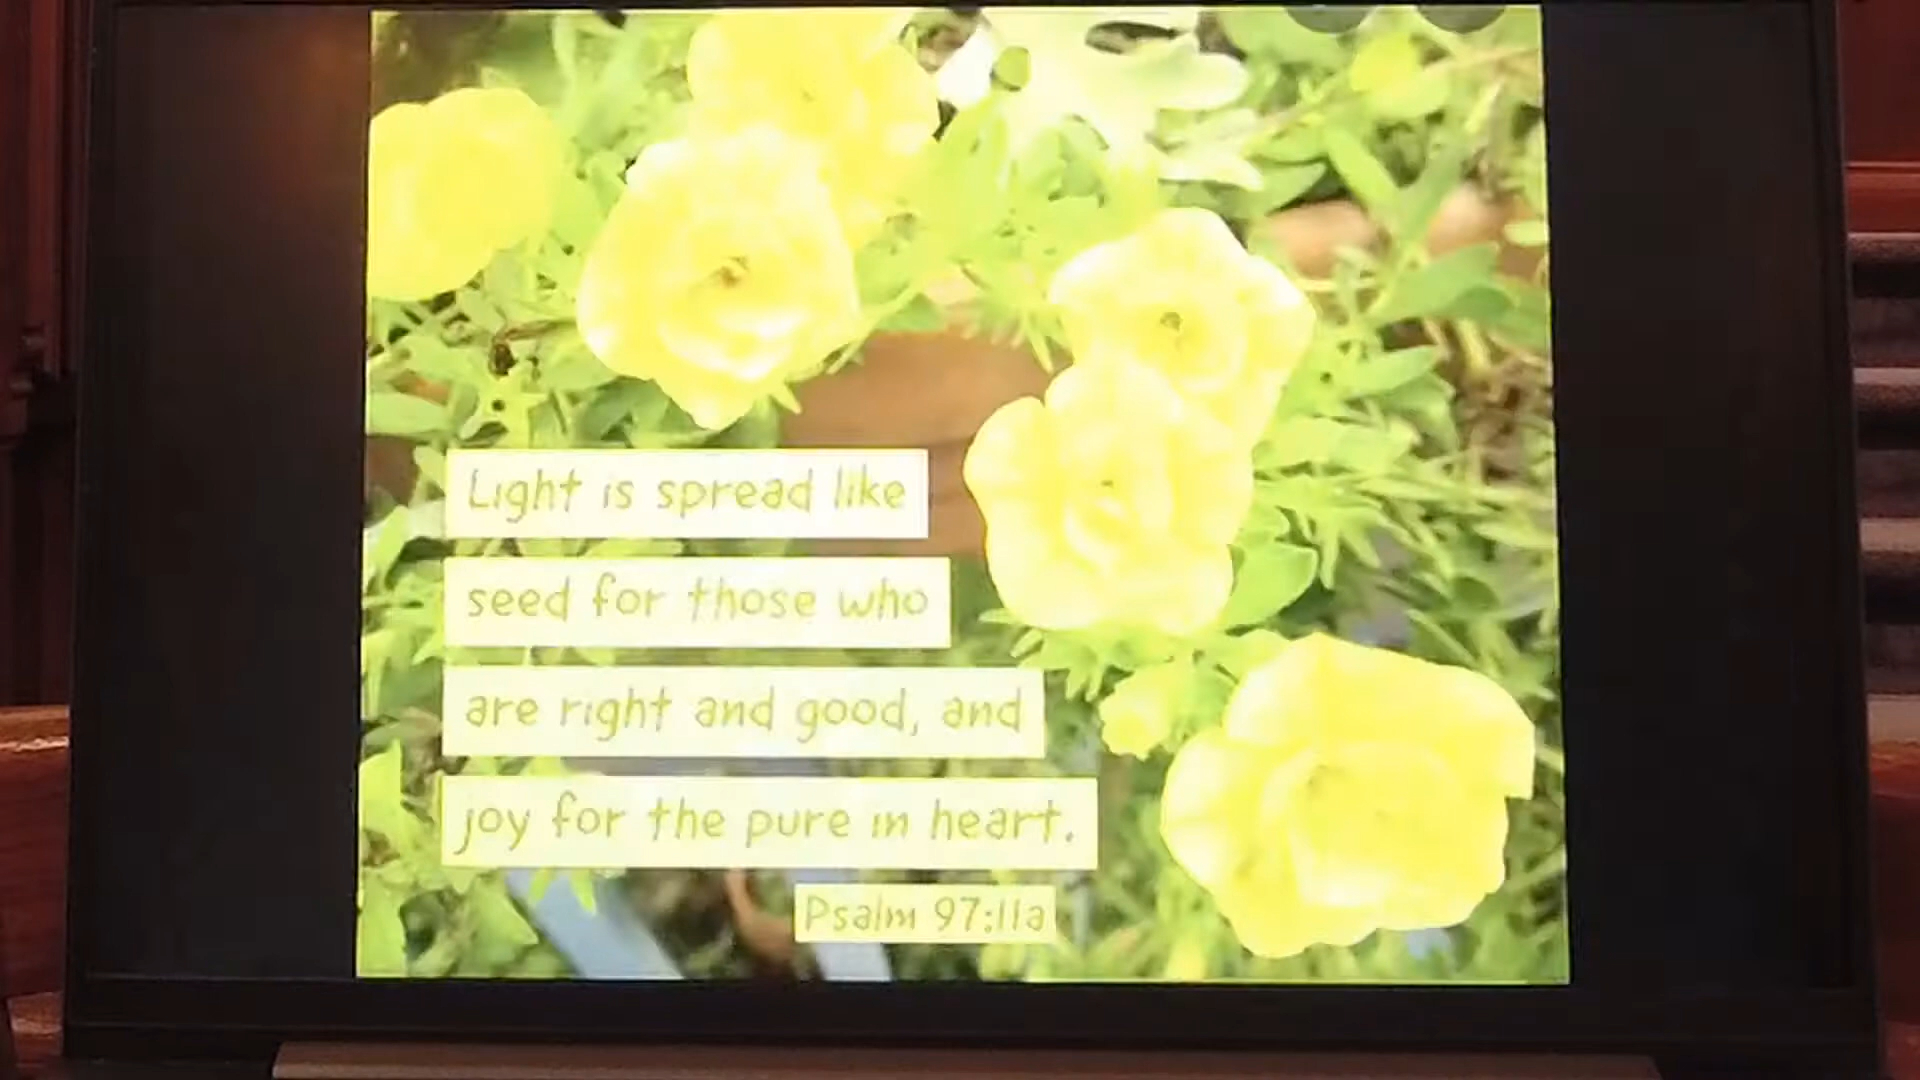 Light is spread like
seed for those who
are right and good, and
joy for the pure in heart.
Psalm 97:11a